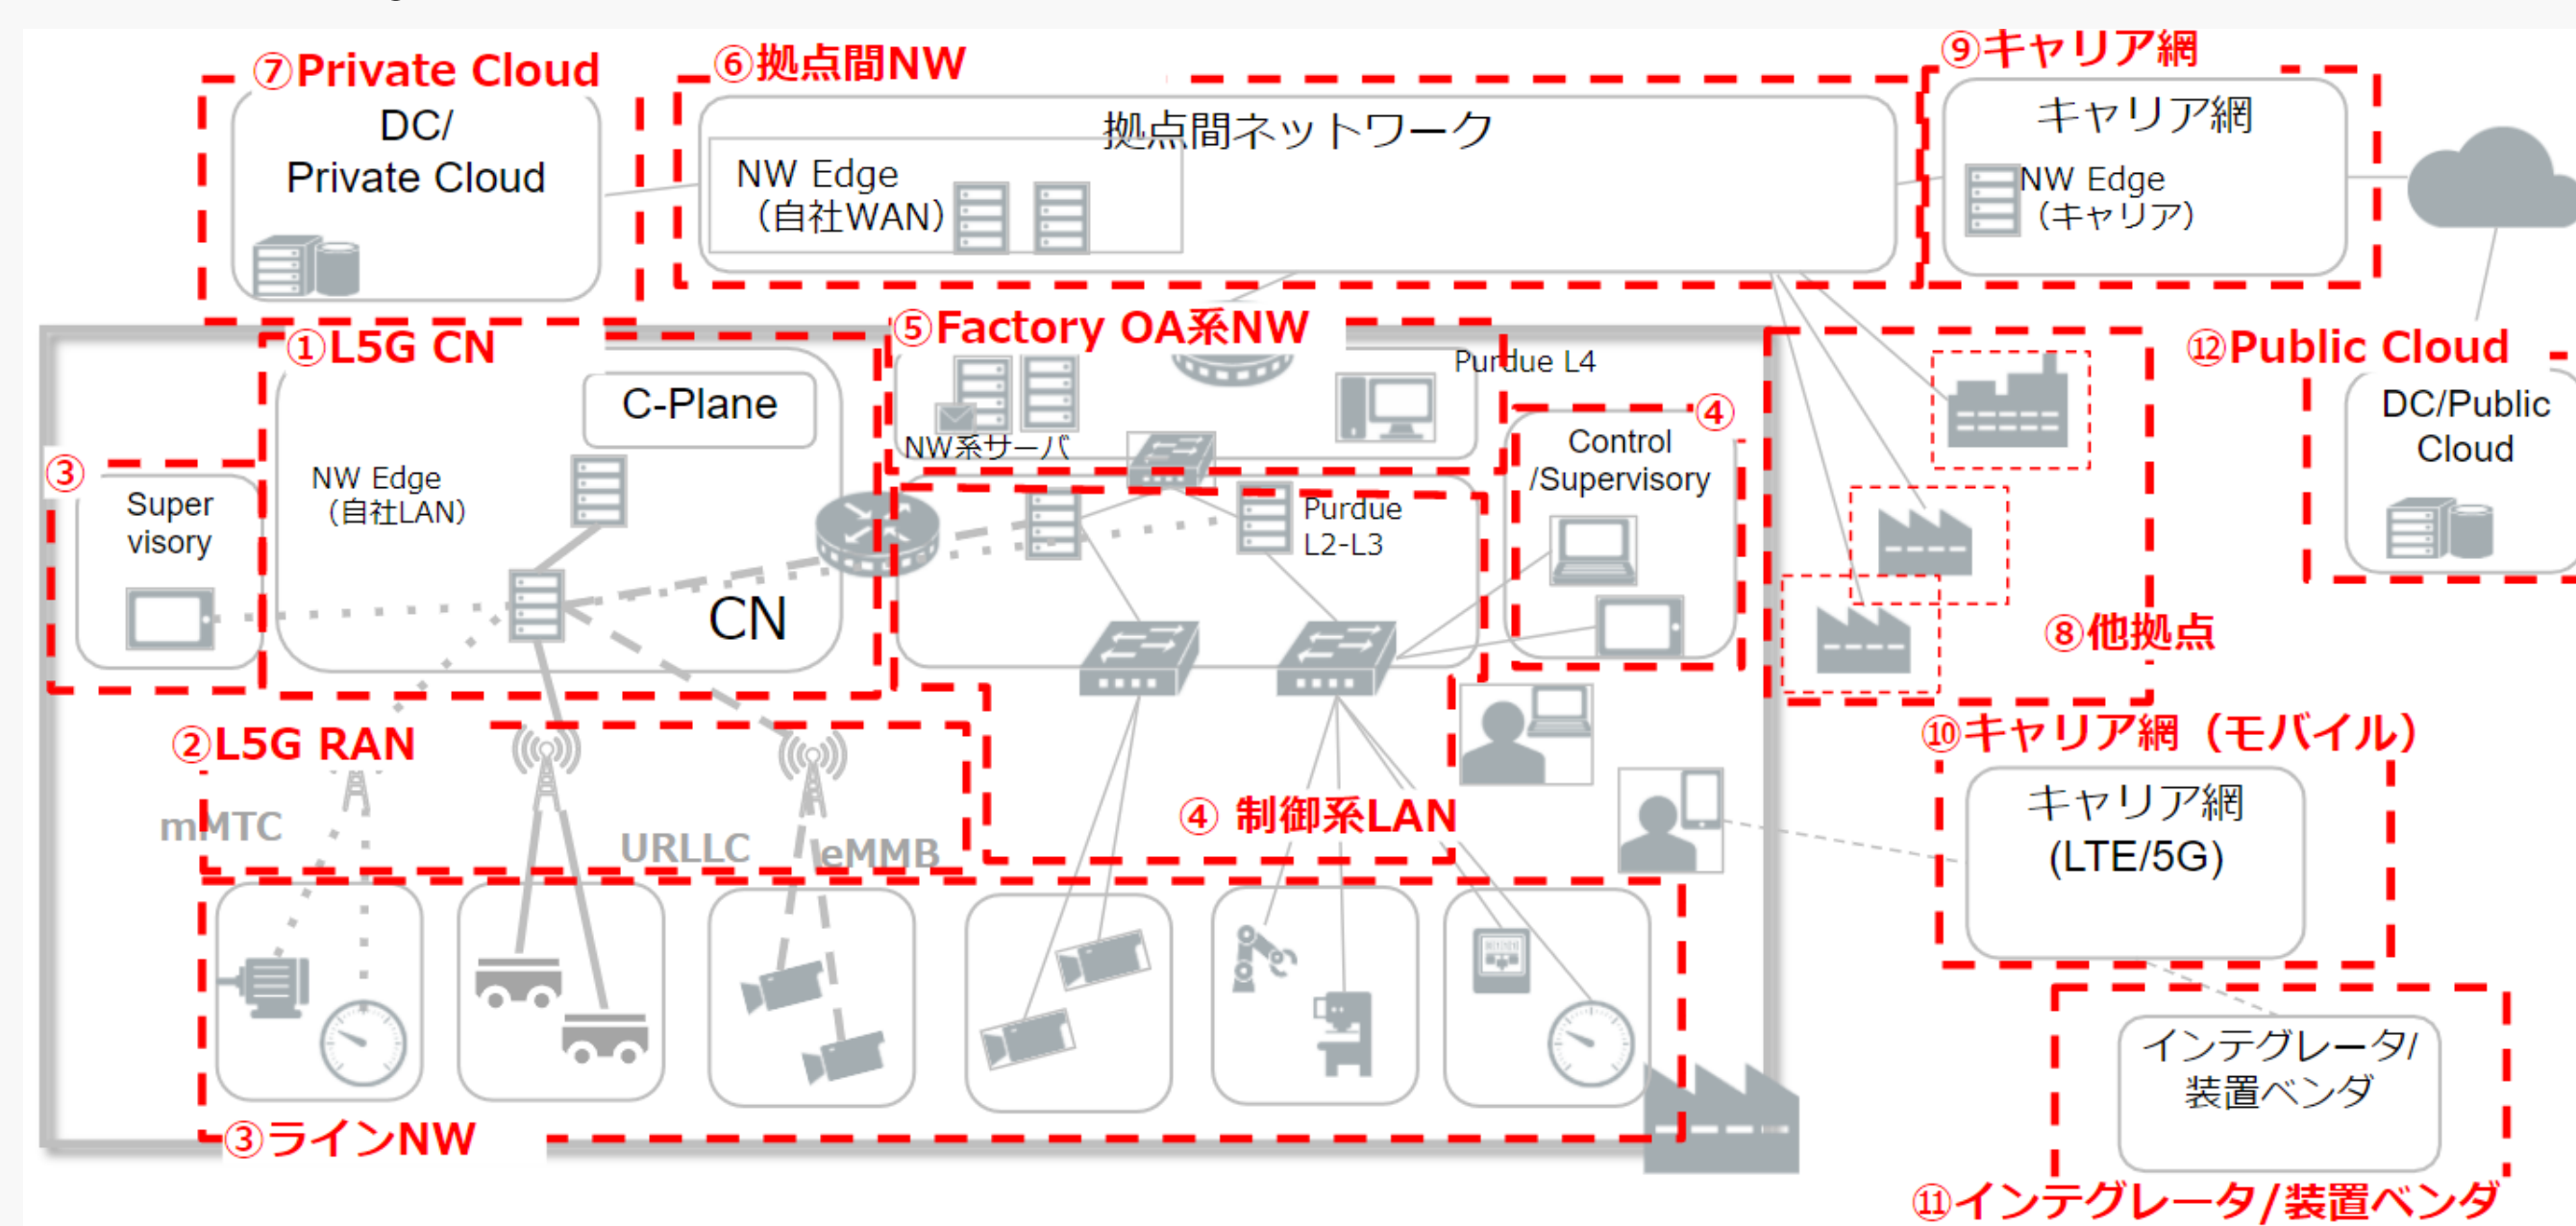 ⑦Private Cloud
DC/
Private Cloud
⑥拠点間NW
拠点間ネットワーク
NW Edge
（自社WAN）
⑨キャリア網
キャリア網
NW Edge
（キャリア）
①L5G CN
C-Plane
NW Edge
（自社LAN）
CN
③
Super
visory
⑤Factory OA系NW
NW系サーバ
Purdue L4
④
Control
/Supervisory
Purdue
L2-L3
⑧他拠点
⑫Public Cloud
DC/Public
Cloud
②L5G RAN
mMTC
URLLC
eMMB
④ 制御系LAN
⑩キャリア網（モバイル）
キャリア網
(LTE/5G)
③ラインNW
インテグレータ/
装置ベンダ
⑪インテグレータ/装置ベンダ